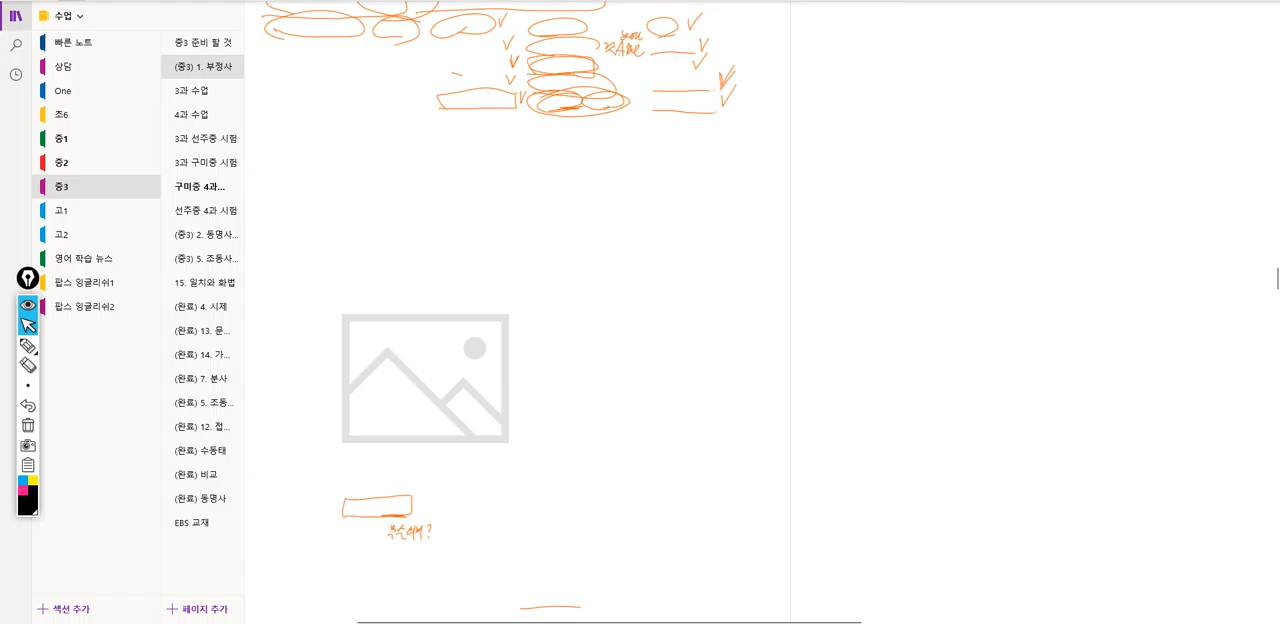 수업
빠른 노트
상담
One
초6
중1
중2
중3
고1
고2
영어 학습 뉴스
팝스 잉글리쉬1
팝스 잉글리쉬2
섹션 추가
중3 준비 할 것
(중3) 1. 부정사
3과 수업
4과 수업
3과 선주중 시험
3과 구미중 시험
구미중 4과...
선주중 4과 시험
(중3) 2. 동명사...
(중3) 5. 조동사...
15. 일치와 화법
(완료) 4. 시제
(완료) 13. 문...
(완료) 14. 가...
(완료) 7. 분사
(완료) 5. 조동...
(완료) 12. 접...
(완료) 수동태
(완료) 비교
(완료) 동명사
EBS 교재
페이지 추가
you